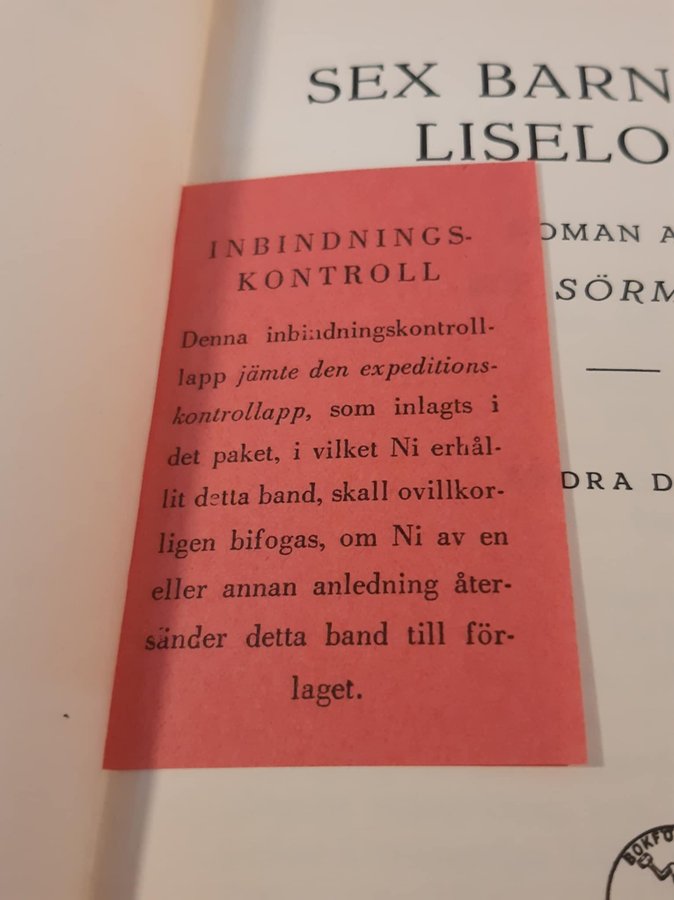 SEX BARN
LISELO
OMAN A
SÖRM
DRA D
INBINDNINGS-
KONTROLL
Denna inbindningskontroll-
lapp jämte den expeditions-
kontrollapp, som inlagts i
det paket, i vilket Ni erhål-
lit detta band, skall ovillkor-
ligen bifogas, om Ni av en
eller annan anledning åter-
sänder detta band till för-
laget.
BOKFÖ